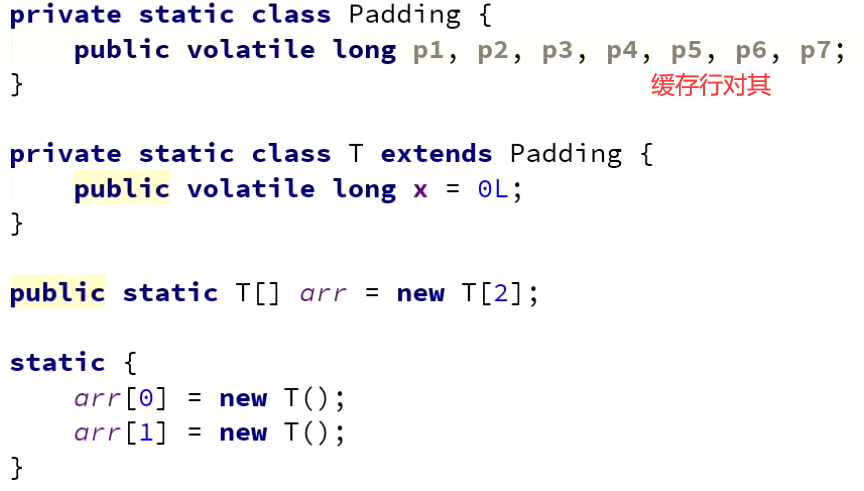 private static class Padding {
    public volatile long p1, p2, p3, p4, p5, p6, p7;
}
缓存行对其
private static class T extends Padding {
    public volatile long x = 0L;
}
public static T[] arr = new T[2];
static {
    arr[0] = new T();
    arr[1] = new T();
}